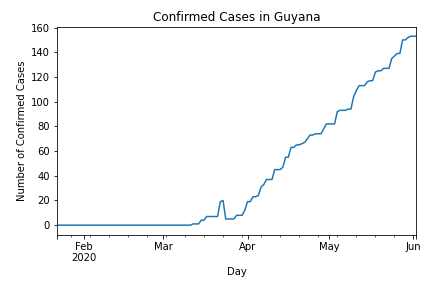 Confirmed Cases in Guyana
160
140
120
100
80
60
40
20
0
Number of Confirmed Cases
Feb
2020
Mar
Apr
May
Jun
Day